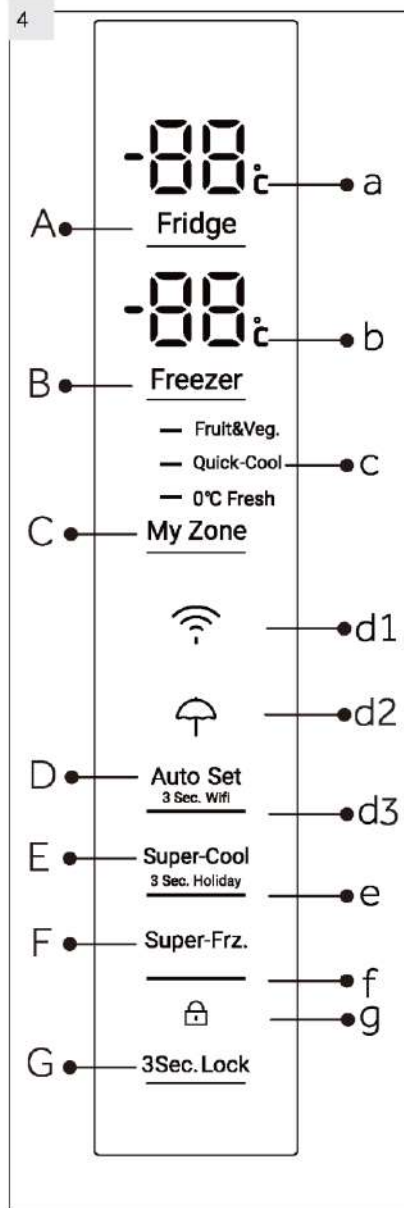 4
-88°c a
A Fridge
-88°c b
B Freezer
Fruit&Veg.
Quick-Cool c
0°C Fresh
C My Zone
d1
d2
D Auto Set
3 Sec. Wifi
d3
E Super-Cool
3 Sec. Holiday
e
F Super-Frz.
f
g
G 3Sec.Lock